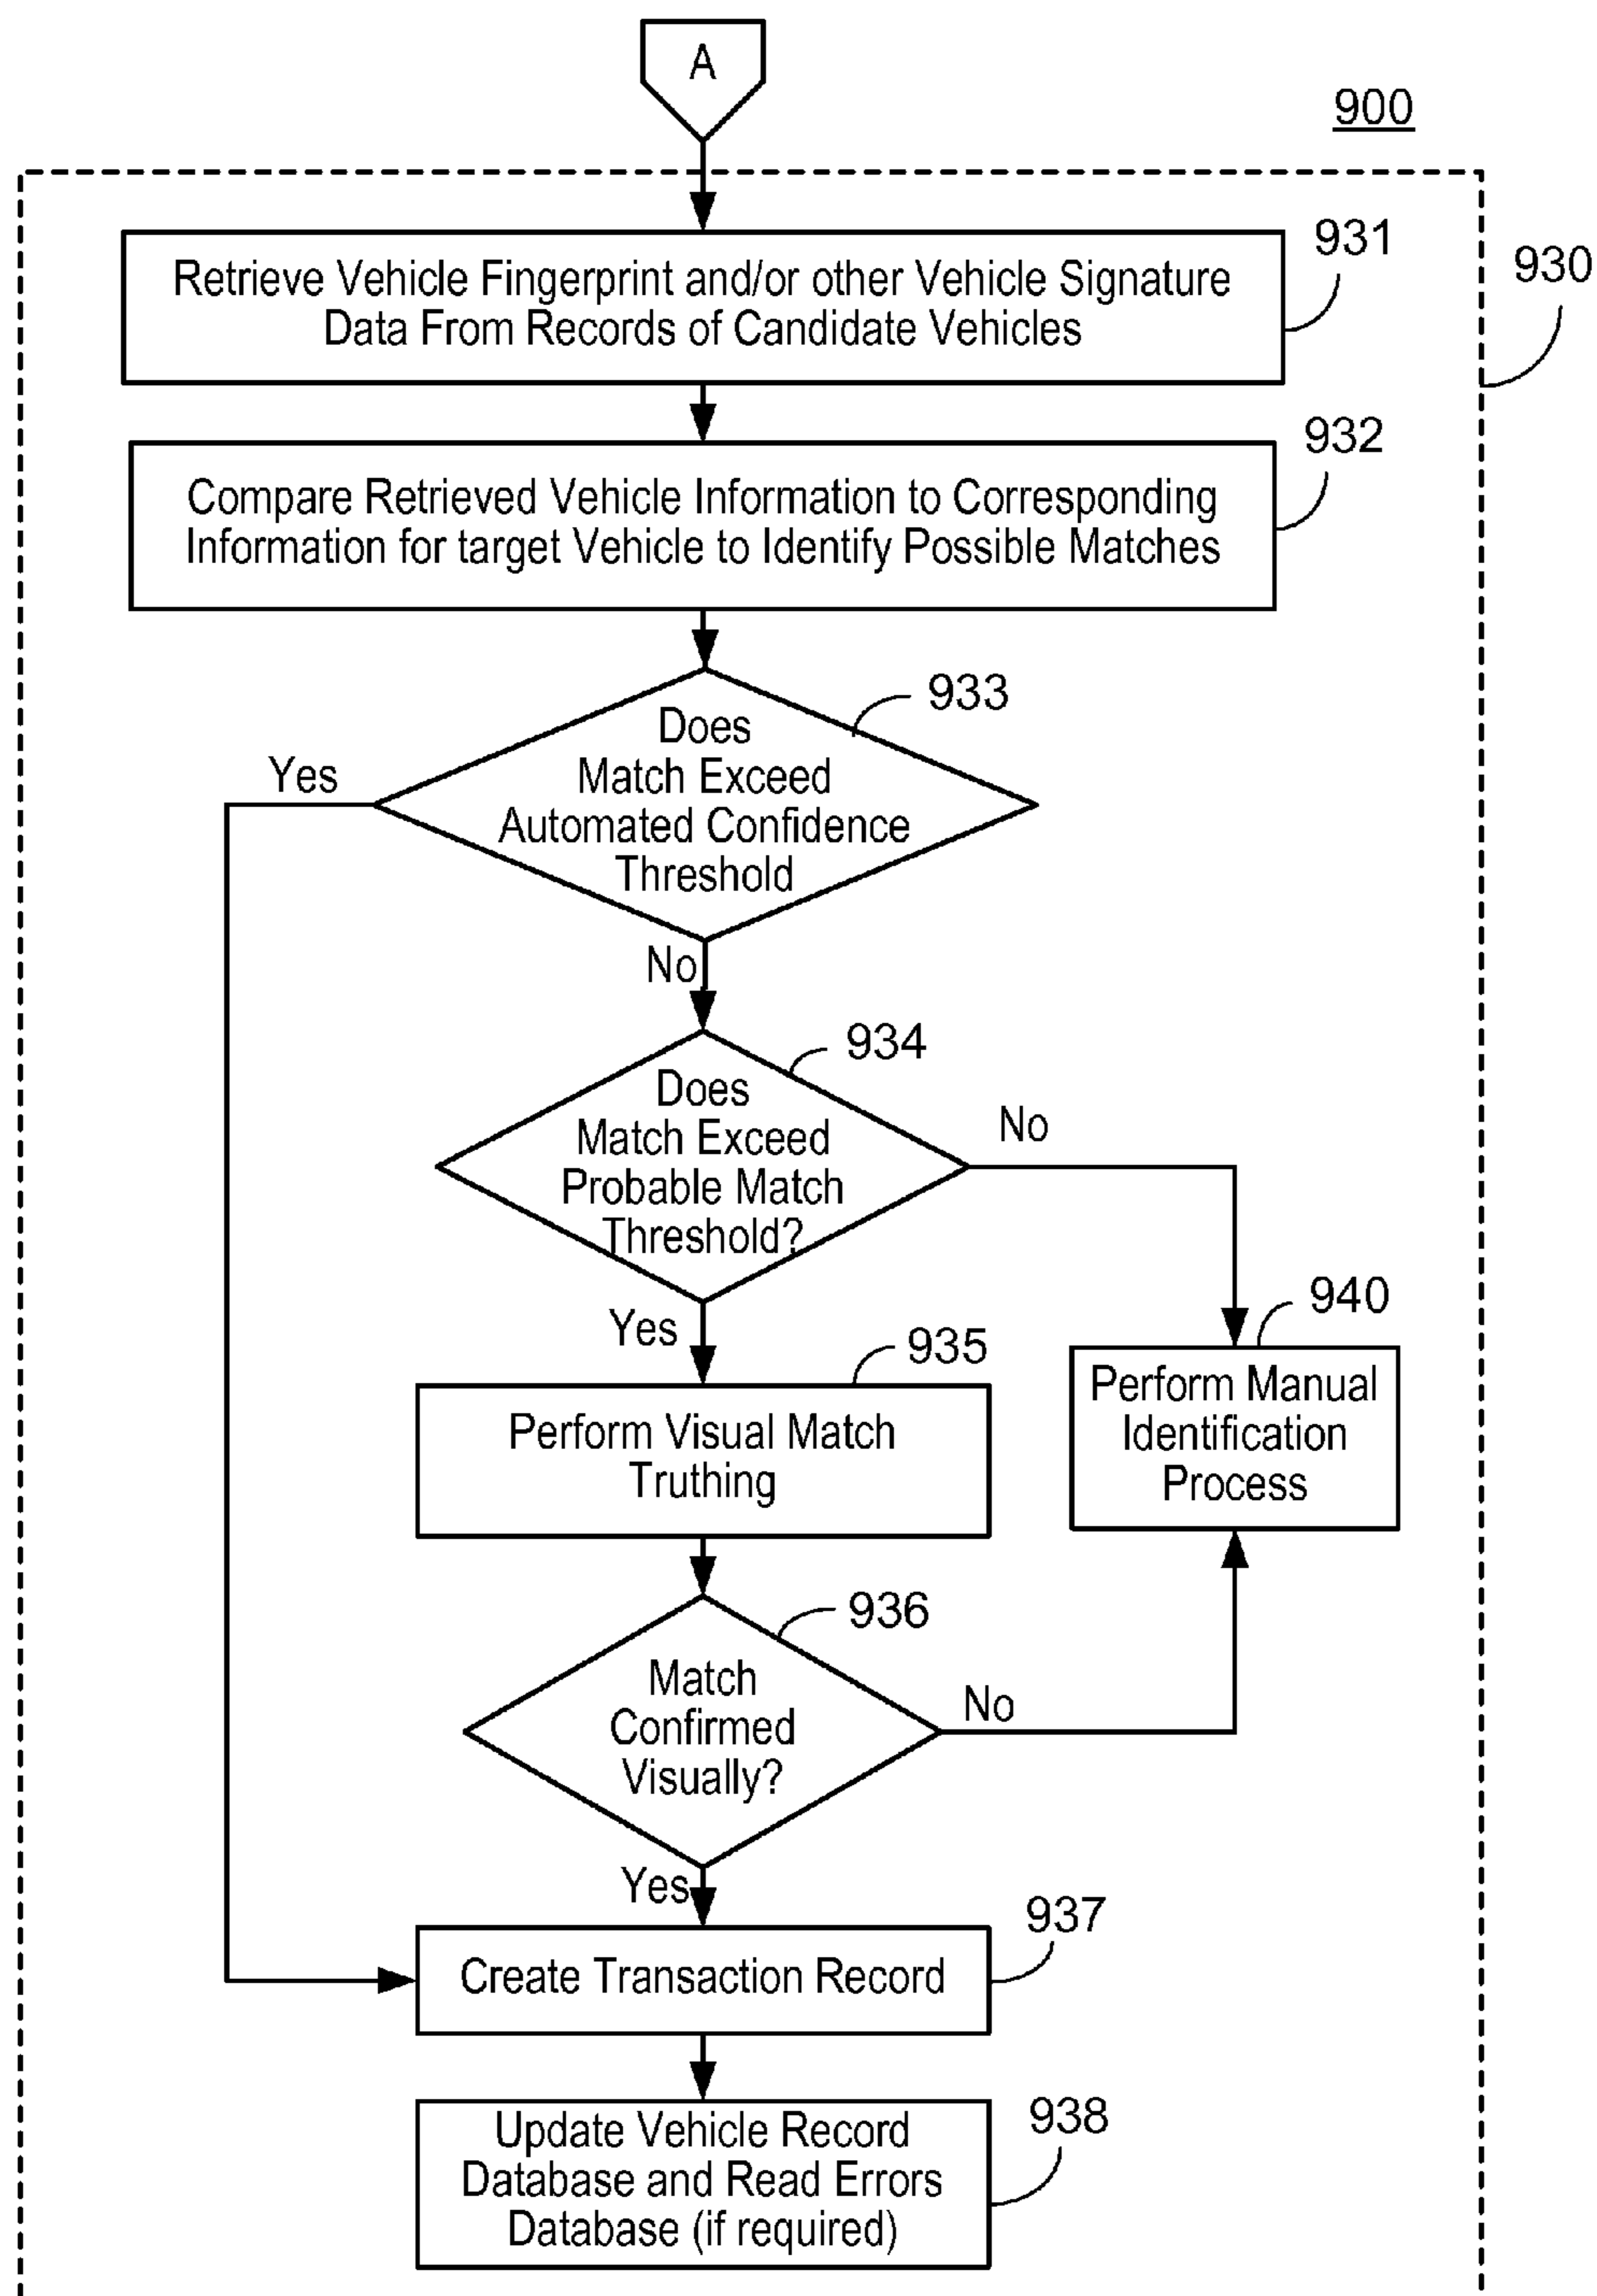 A
900
931
930
Retrieve Vehicle Fingerprint and/or other Vehicle Signature
Data From Records of Candidate Vehicles
932
Compare Retrieved Vehicle Information to Corresponding
Information for target Vehicle to Identify Possible Matches
933
Does
Match Exceed
Automated Confidence
Threshold
Yes
No
934
Does
Match Exceed
Probable Match
Threshold?
No
Yes
935
940
Perform Visual Match
Truthing
Perform Manual
Identification
Process
936
Match
Confirmed
Visually?
No
Yes
937
Create Transaction Record
938
Update Vehicle Record
Database and Read Errors
Database (if required)